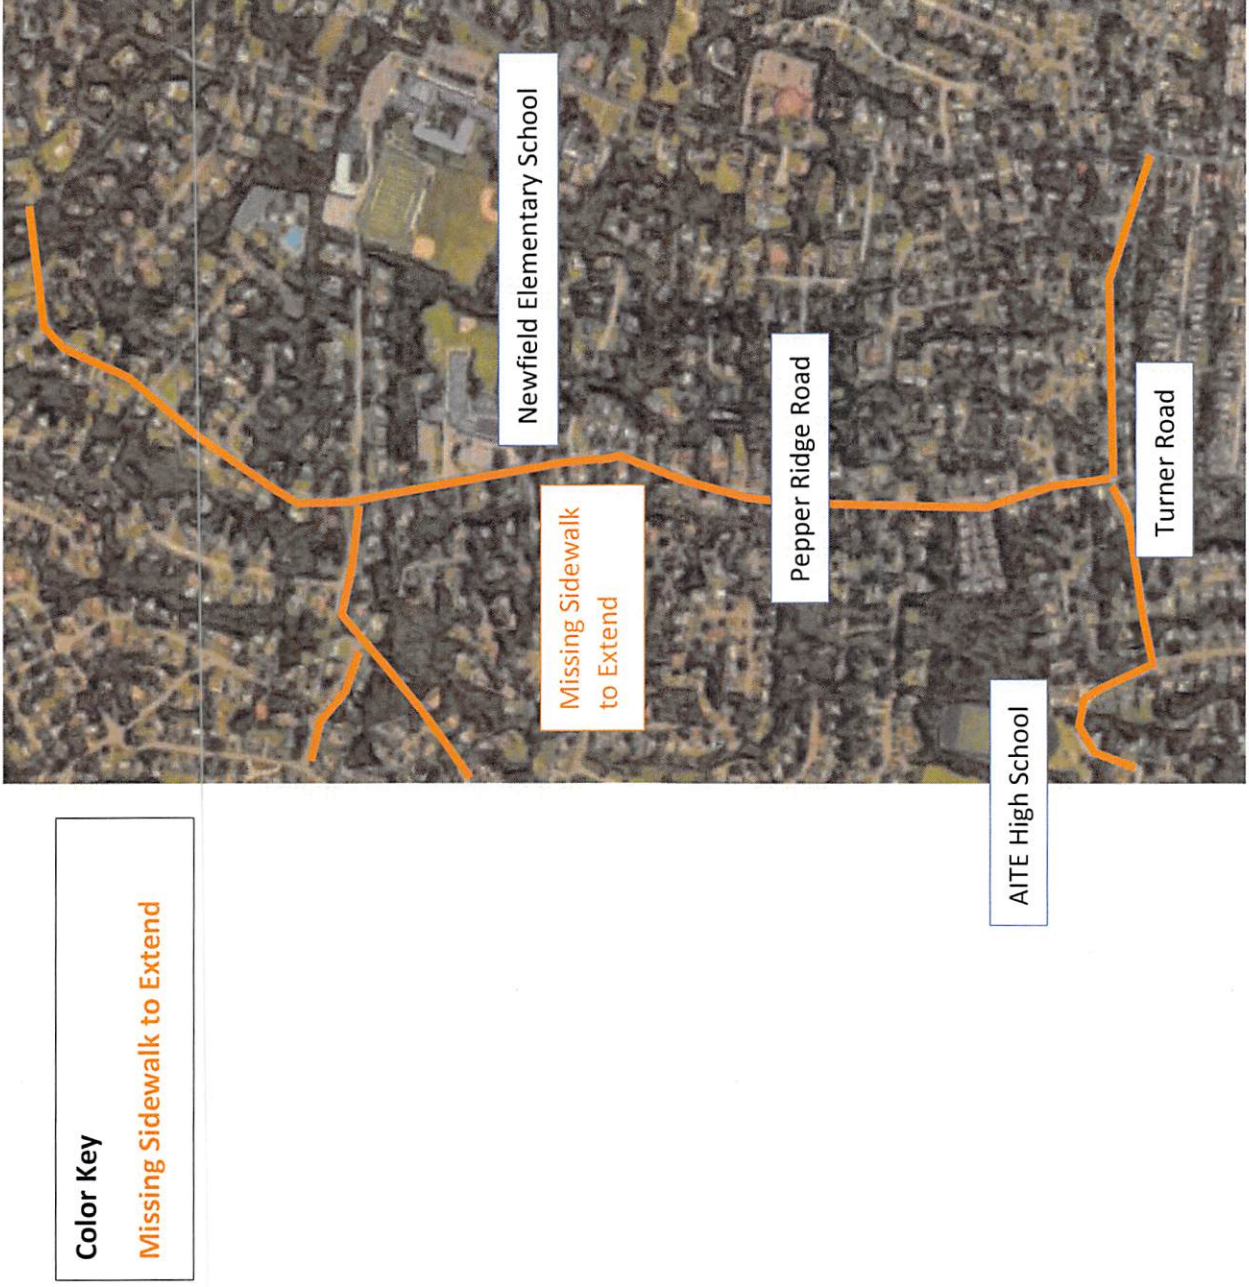 Color Key
Missing Sidewalk to Extend
Newfield Elementary School
Missing Sidewalk
to Extend
Pepper Ridge Road
AITE High School
Turner Road